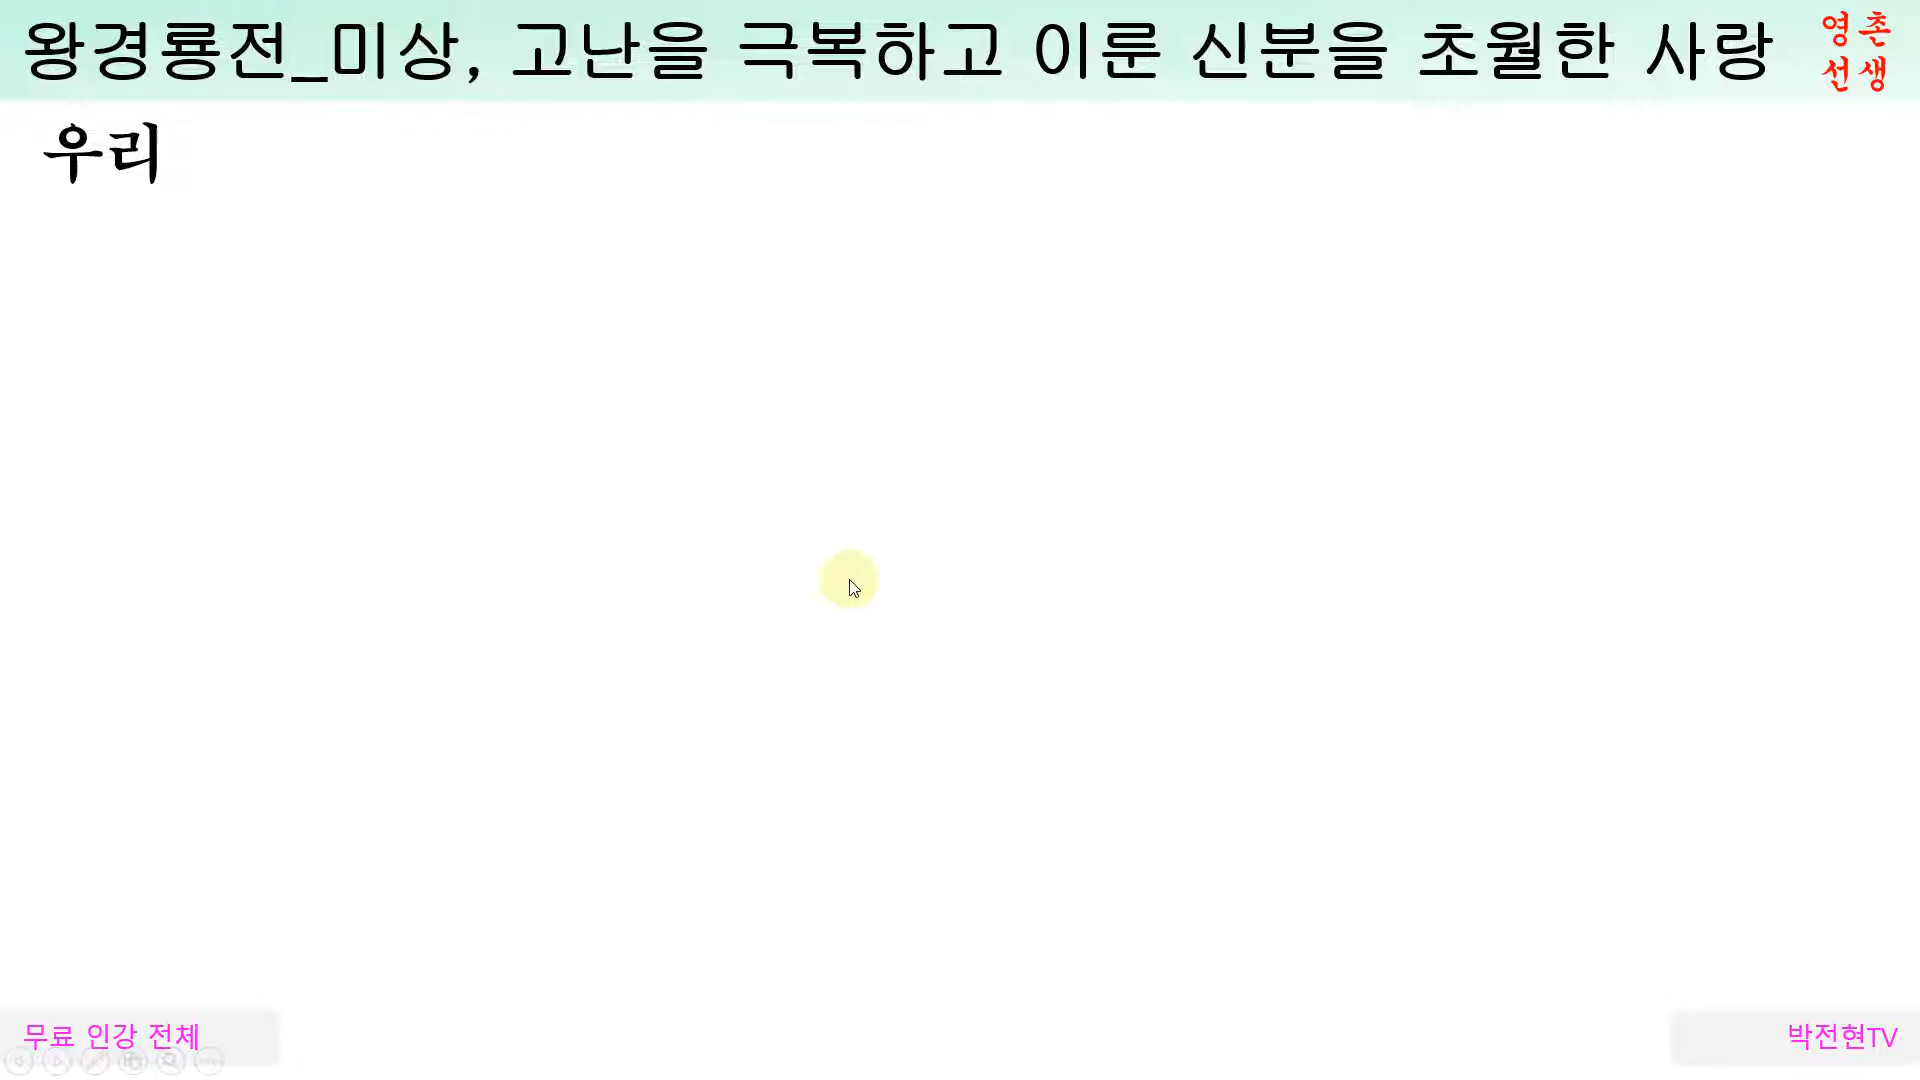 왕경룡전_미상, 고난을 극복하고 이룬 신분을 초월한 사랑
영촌
선생
우리
무료 인강 전체
박전현TV